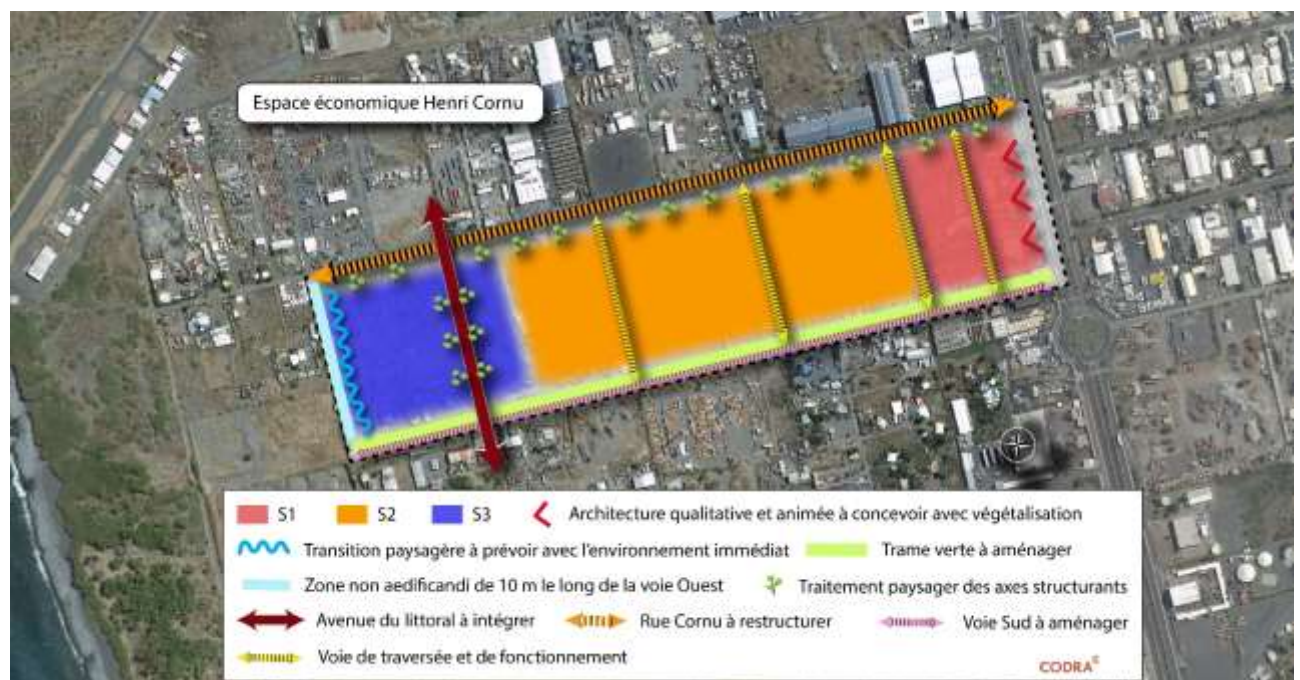 Espace économique Henri Cornu
S1 S2 S3 Architecture qualitative et animée à concevoir avec végétalisation
Transition paysagère à prévoir avec l'environnement immédiat Trame verte à aménager
Zone non aedificandi de 10 m le long de la voie Ouest Traitement paysager des axes structurants
Avenue du littoral à intégrer Rue Cornu à restructurer Voie Sud à aménager
Voie de traversée et de fonctionnement
CODRA